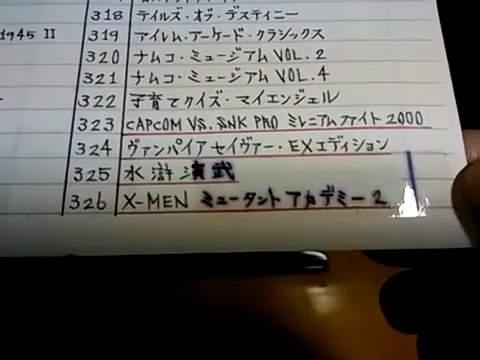 318 テイルズ・オブ・デスティニー
1945 II 319 アイレム・アーケード・クラシックス
320 ナムコ・ミュージアム VOL.2
321 ナムコ・ミュージアム VOL.4
322 子育てクイズ・マイエンジェル
323 CAPCOM VS. SNK PRO ミレニアムファイト 2000
324 ヴァンパイアセイヴァー・EXエディション
325 水滸演武
326 X-MEN ミュータントアカデミー2